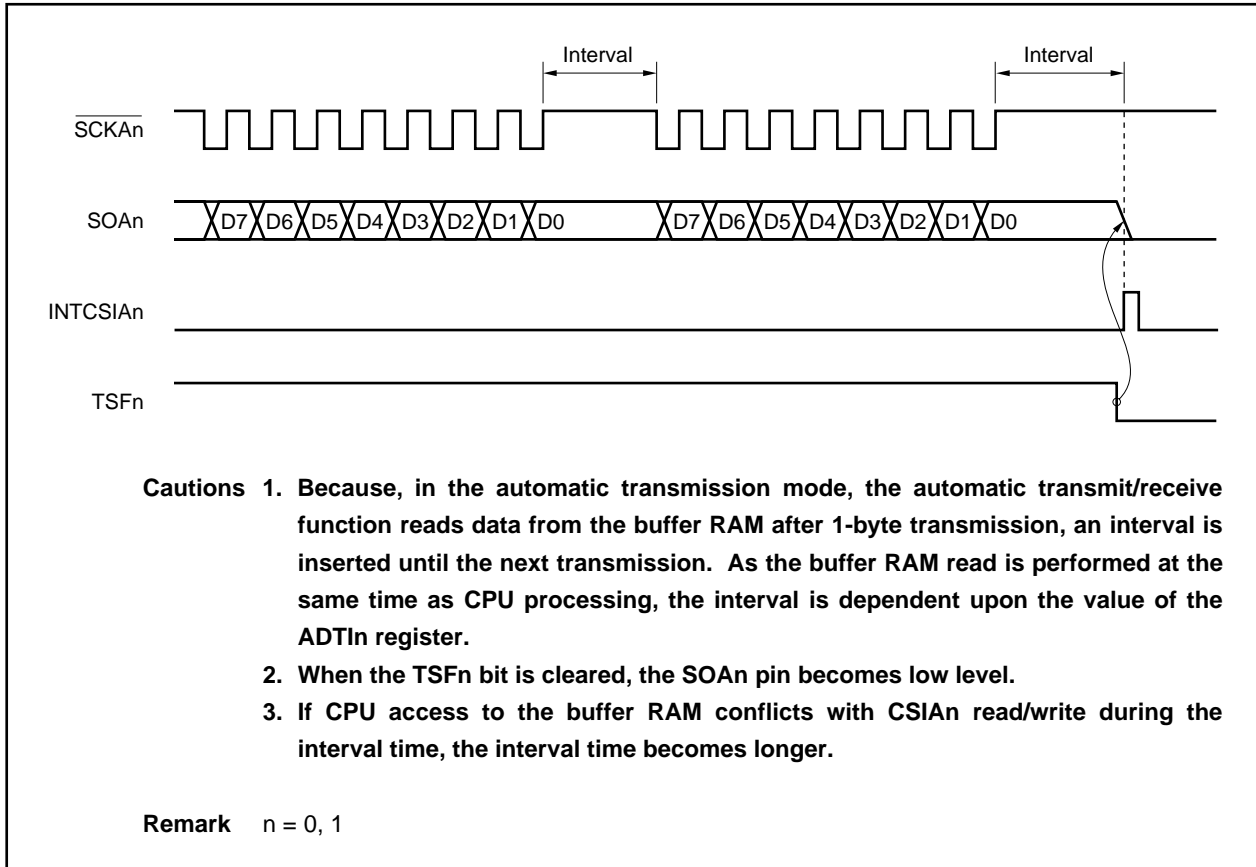 Interval Interval
SCKAn
SOAn D7 D6 D5 D4 D3 D2 D1 D0 D7 D6 D5 D4 D3 D2 D1 D0
INTCSIAn
TSFn
Cautions 1. Because, in the automatic transmission mode, the automatic transmit/receive
function reads data from the buffer RAM after 1-byte transmission, an interval is
inserted until the next transmission. As the buffer RAM read is performed at the
same time as CPU processing, the interval is dependent upon the value of the
ADTIn register.
2. When the TSFn bit is cleared, the SOAn pin becomes low level.
3. If CPU access to the buffer RAM conflicts with CSIAn read/write during the
interval time, the interval time becomes longer.
Remark n = 0, 1